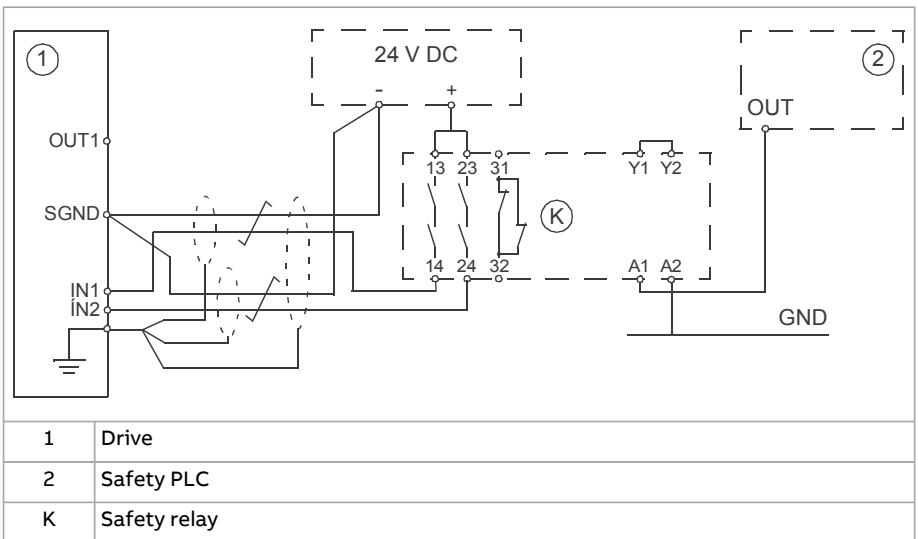 1
24 V DC
2
- +
OUT
OUT1
13 23 31
Y1 Y2
SGND
K
14 24 32
A1 A2
IN1
IN2
GND
1 Drive
2 Safety PLC
K Safety relay